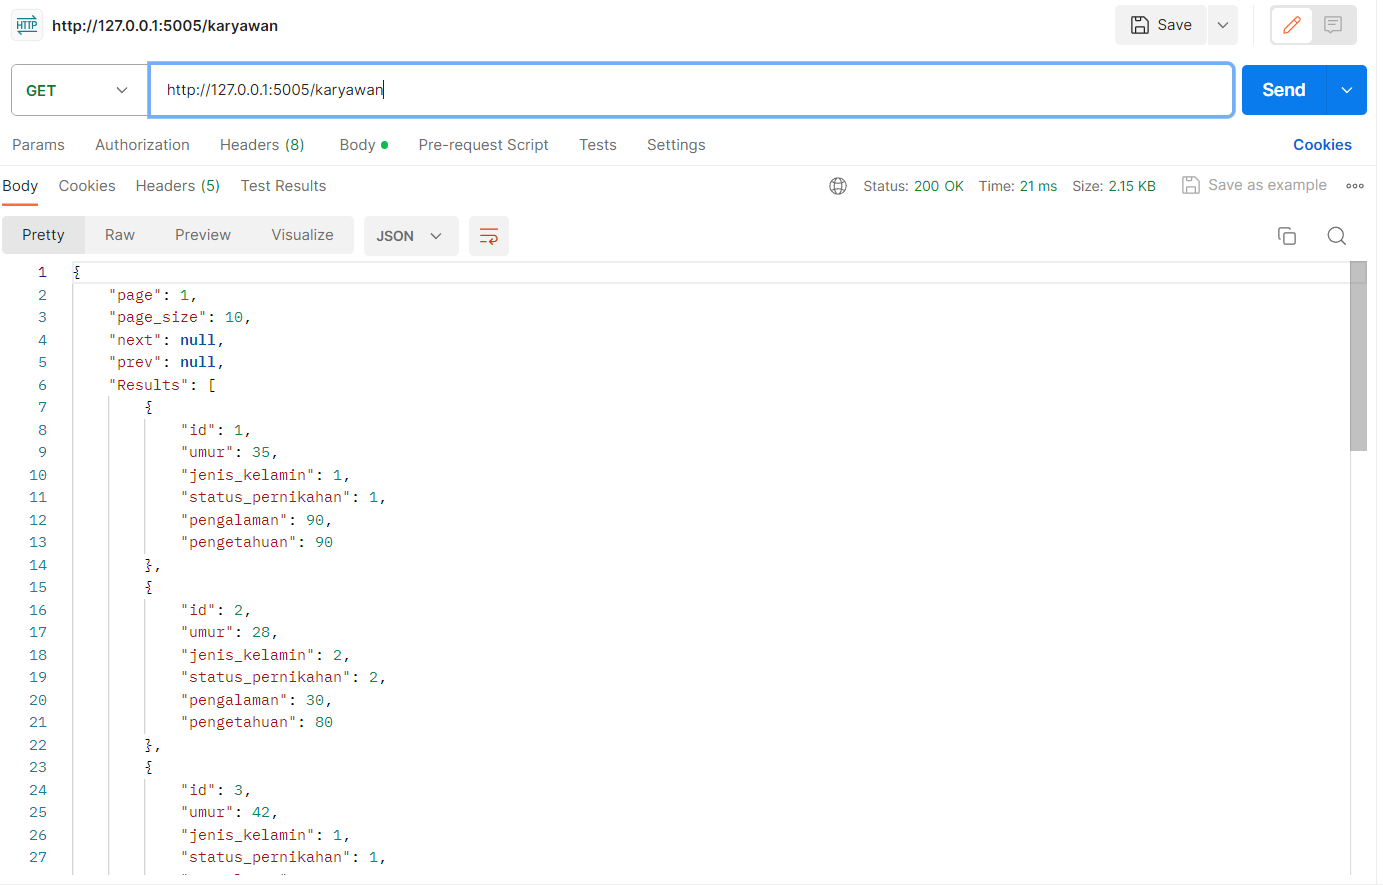 HTTP http://127.0.0.1:5005/karyawan Save
GET http://127.0.0.1:5005/karyawan Send
Params Authorization Headers (8) Body Pre-request Script Tests Settings Cookies
Body Cookies Headers (5) Test Results Status: 200 OK Time: 21 ms Size: 2.15 KB Save as example
Pretty Raw Preview Visualize JSON
1 {
2 "page": 1,
3 "page_size": 10,
4 "next": null,
5 "prev": null,
6 "Results": [
7 {
8 "id": 1,
9 "umur": 35,
10 "jenis_kelamin": 1,
11 "status_pernikahan": 1,
12 "pengalaman": 90,
13 "pengetahuan": 90
14 },
15 {
16 "id": 2,
17 "umur": 28,
18 "jenis_kelamin": 2,
19 "status_pernikahan": 2,
20 "pengalaman": 30,
21 "pengetahuan": 80
22 },
23 {
24 "id": 3,
25 "umur": 42,
26 "jenis_kelamin": 1,
27 "status_pernikahan": 1,